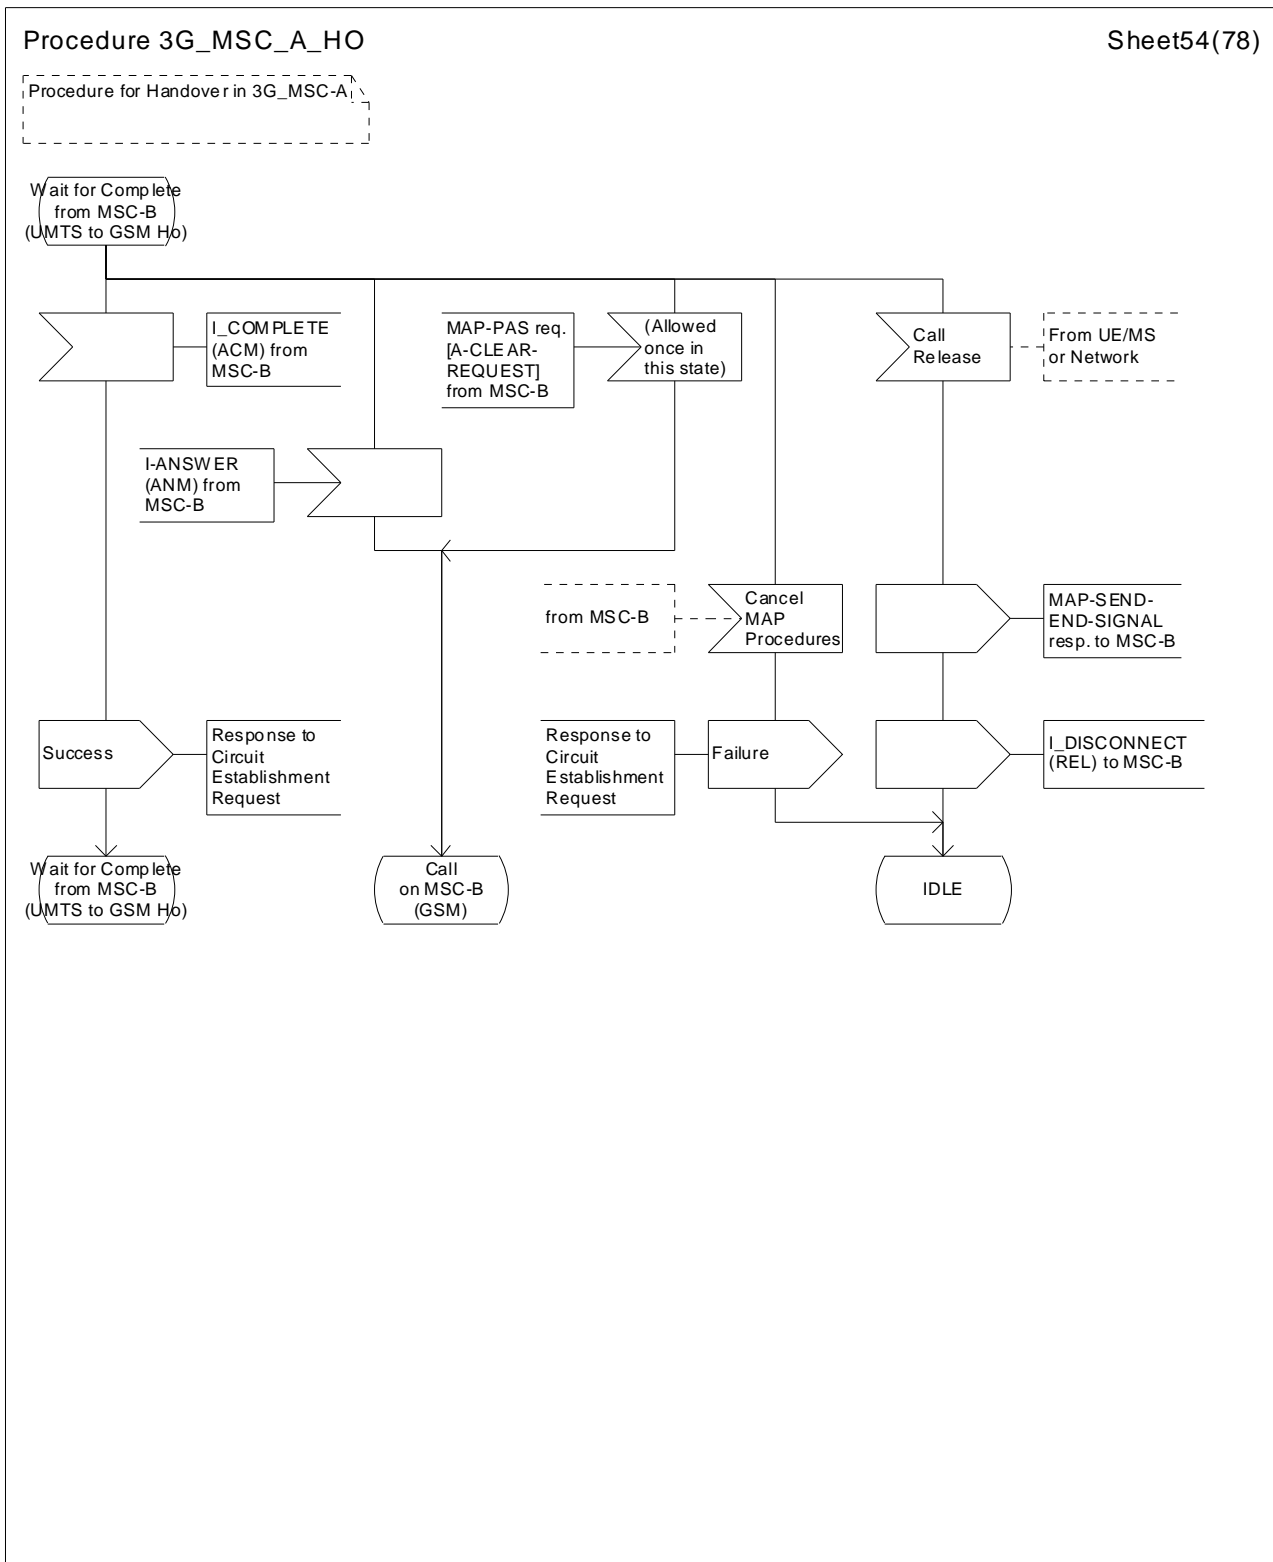 Procedure 3G_MSC_A_HO
Sheet54(78)
Procedure for Handover in 3G_MSC-A
Wait for Complete
from MSC-B
(UMTS to GSM Ho)
I_COMPLETE
(ACM) from
MSC-B
MAP-PAS req.
[A-CLEAR-
REQUEST]
from MSC-B
(Allowed
once in
this state)
Call
Release
From UE/MS
or Network
I-ANSWER
(ANM) from
MSC-B
from MSC-B
Cancel
MAP
Procedures
MAP-SEND-
END-SIGNAL
resp. to MSC-B
Success
Response to
Circuit
Establishment
Request
Response to
Circuit
Establishment
Request
Failure
I_DISCONNECT
(REL) to MSC-B
Wait for Complete
from MSC-B
(UMTS to GSM Ho)
Call
on MSC-B
(GSM)
IDLE